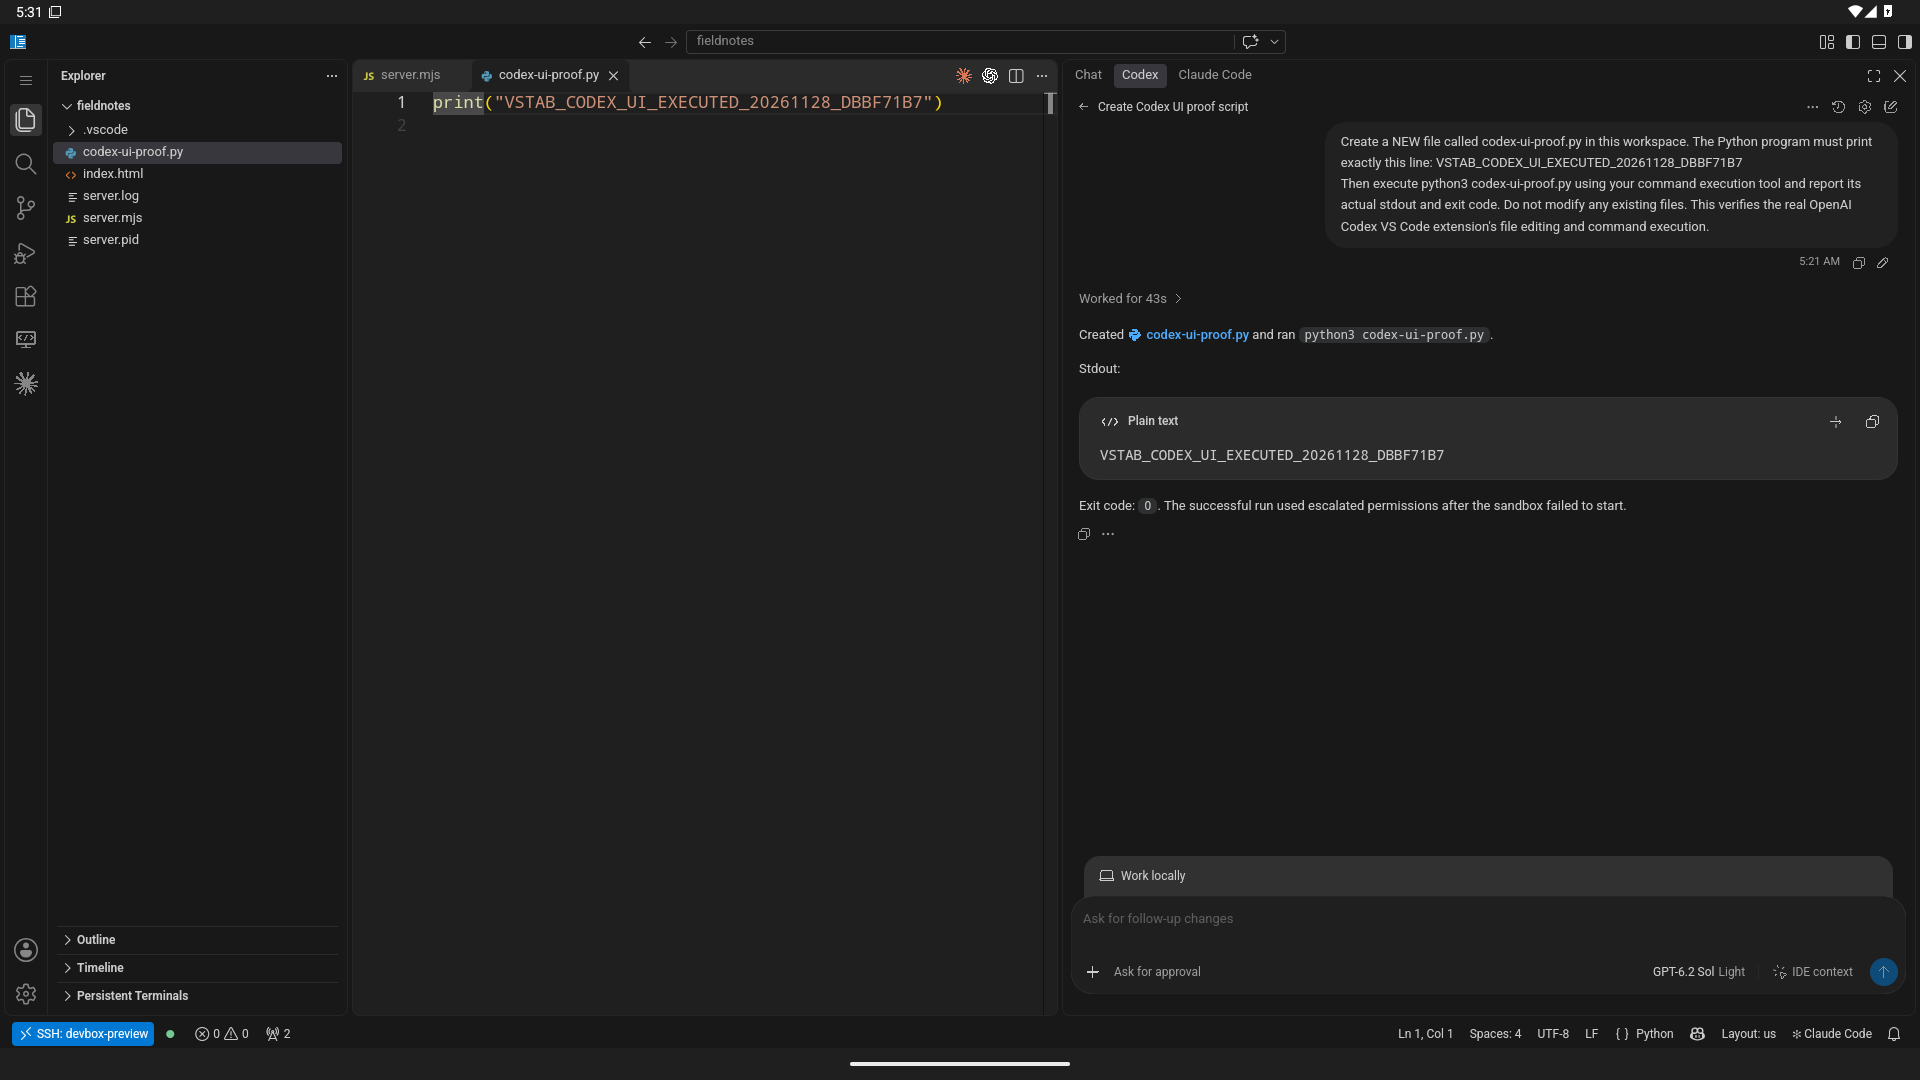 5:31
fieldnotes
Explorer
fieldnotes
.vscode
codex-ui-proof.py
index.html
server.log
JS server.mjs
server.pid
Outline
Timeline
Persistent Terminals
JS server.mjs
codex-ui-proof.py
1 print("VSTAB_CODEX_UI_EXECUTED_20261128_DBBF71B7")
2
Chat Codex Claude Code
Create Codex UI proof script
Create a NEW file called codex-ui-proof.py in this workspace. The Python program must print
exactly this line: VSTAB_CODEX_UI_EXECUTED_20261128_DBBF71B7
Then execute python3 codex-ui-proof.py using your command execution tool and report its
actual stdout and exit code. Do not modify any existing files. This verifies the real OpenAI
Codex VS Code extension's file editing and command execution.
5:21 AM
Worked for 43s
Created codex-ui-proof.py and ran python3 codex-ui-proof.py.
Stdout:
Plain text
VSTAB_CODEX_UI_EXECUTED_20261128_DBBF71B7
Exit code: 0. The successful run used escalated permissions after the sandbox failed to start.
Work locally
Ask for follow-up changes
Ask for approval
GPT-6.2 Sol Light
IDE context
SSH: devbox-preview
0 0
2
Ln 1, Col 1
Spaces: 4
UTF-8
LF
{ } Python
Layout: us
Claude Code